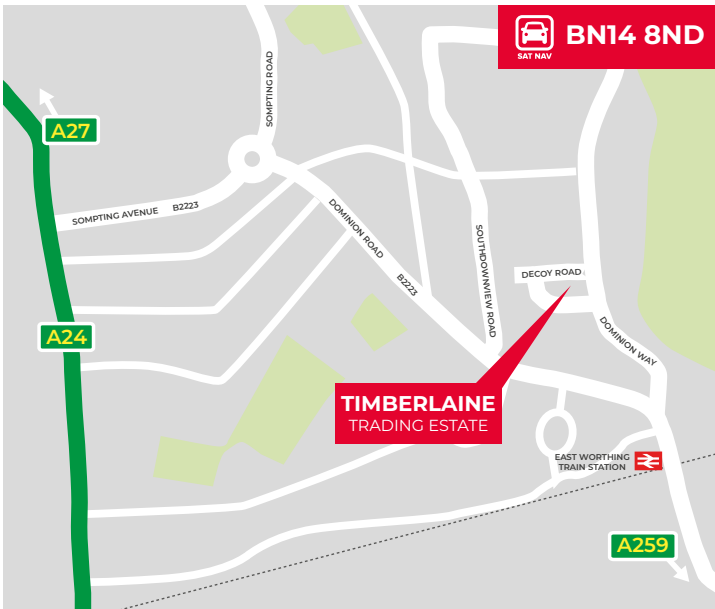 BN14 8ND
SAT NAV
SOMPTING ROAD
A27
SOMPTING AVENUE B2223
DOMINION ROAD
B2223
SOUTHDOWNVIEW ROAD
DECOY ROAD
DOMINION WAY
A24
TIMBERLAINE
TRADING ESTATE
EAST WORTHING
TRAIN STATION
A259